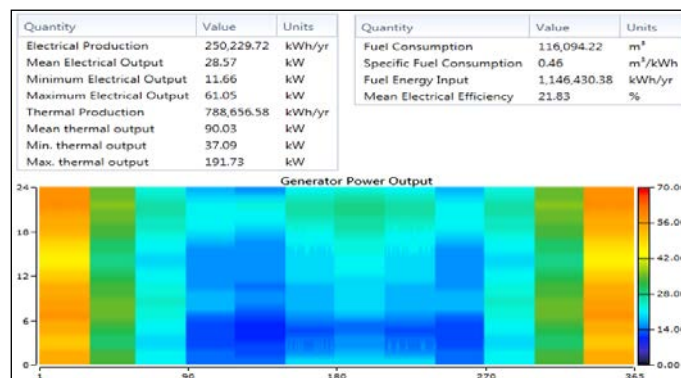 Quantity Value Units
Electrical Production 250,229.72 kWh/yr
Mean Electrical Output 28.57 kW
Minimum Electrical Output 11.66 kW
Maximum Electrical Output 61.05 kW
Thermal Production 788,656.58 kWh/yr
Mean thermal output 90.03 kW
Min. thermal output 37.09 kW
Max. thermal output 191.73 kW
Quantity Value Units
Fuel Consumption 116,094.22 m³
Specific Fuel Consumption 0.46 m³/kWh
Fuel Energy Input 1,146,430.38 kWh/yr
Mean Electrical Efficiency 21.83 %
Generator Power Output
24
18
12
6
0
1 90 180 270 365
70.00
56.00
42.00
28.00
14.00
0.00